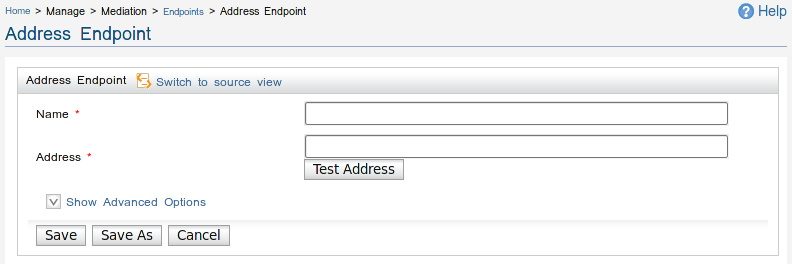 Home > Manage > Mediation > Endpoints > Address Endpoint
Help
Address Endpoint
Address Endpoint Switch to source view
Name *
Address *
Test Address
Show Advanced Options
Save Save As Cancel